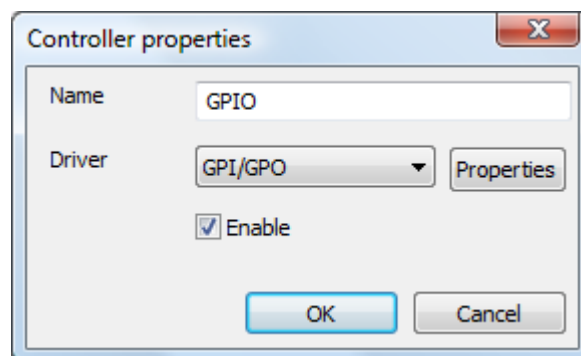 Controller properties
Name GPIO
Driver GPI/GPO Properties
Enable
OK Cancel